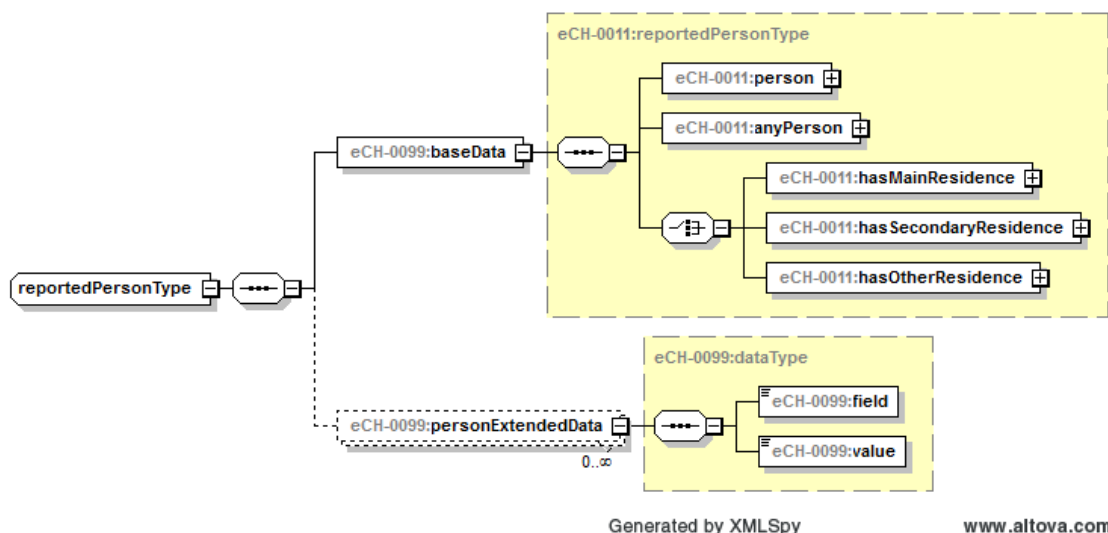 eCH-0011:reportedPersonType
eCH-0011:person
eCH-0011:anyPerson
eCH-0099:baseData
eCH-0011:hasMainResidence
eCH-0011:hasSecondaryResidence
eCH-0011:hasOtherResidence
reportedPersonType
eCH-0099:dataType
eCH-0099:field
eCH-0099:personExtendedData
0..∞
eCH-0099:value
Generated by XMLSpy www.altova.com